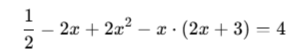 1/2 − 2x + 2x² − x · (2x + 3) = 4